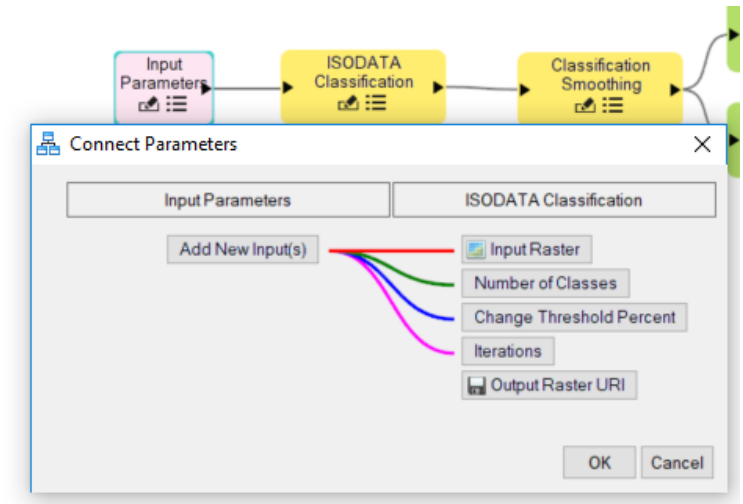 Input
Parameters
ISODATA
Classification
Classification
Smoothing
Connect Parameters
Input Parameters
ISODATA Classification
Add New Input(s)
Input Raster
Number of Classes
Change Threshold Percent
Iterations
Output Raster URI
OK
Cancel